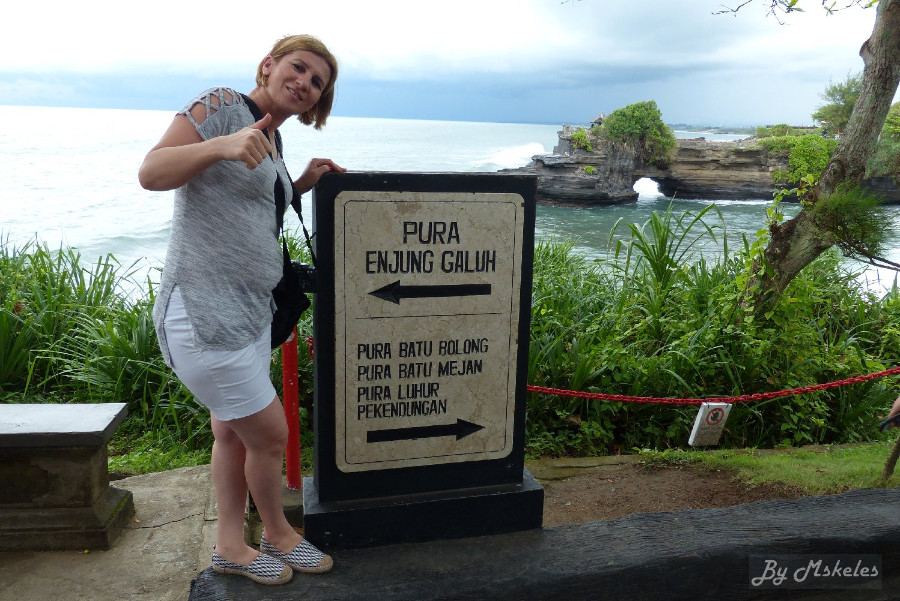 PURA
ENJUNG GALUH
PURA BATU BOLONG
PURA BATU MEJAN
PURA LUHUR
PEKENDUNGAN
By Mskeles